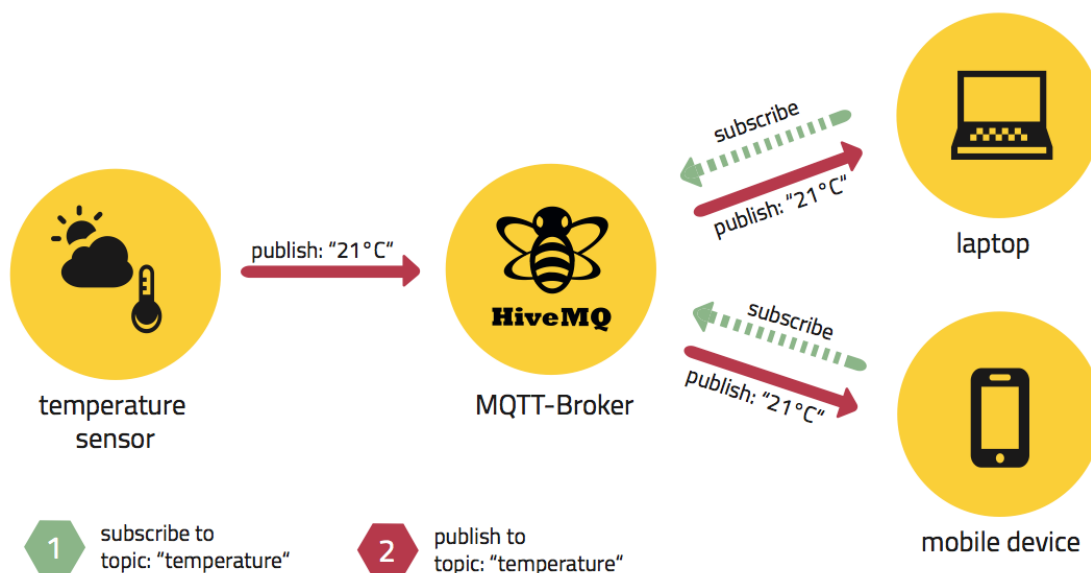 subscribe
publish: “21°C“
laptop
publish: “21°C“
HiveMQ
subscribe
publish: “21°C“
temperature
sensor
MQTT-Broker
mobile device
1
subscribe to
topic: “temperature“
2
publish to
topic: “temperature“